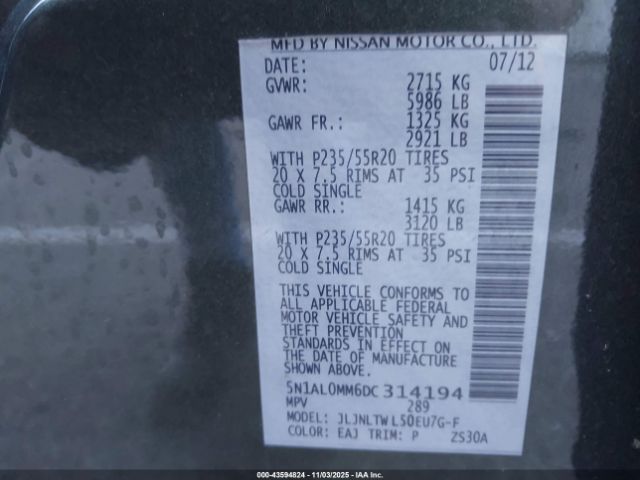 MFD BY NISSAN MOTOR CO., LTD.
DATE: 07/12
GVWR: 2715 KG
5986 LB
GAWR FR.: 1325 KG
2921 LB
WITH P235/55R20 TIRES
20 X 7.5 RIMS AT 35 PSI
COLD SINGLE
GAWR RR.: 1415 KG
3120 LB
WITH P235/55R20 TIRES
20 X 7.5 RIMS AT 35 PSI
COLD SINGLE
THIS VEHICLE CONFORMS TO
ALL APPLICABLE FEDERAL
MOTOR VEHICLE SAFETY AND
THEFT PREVENTION
STANDARDS IN EFFECT ON
THE DATE OF MANUFACTURE
SHOWN ABOVE.
5N1AL0MM6DC314194
MPV 289
MODEL: JLJNLTWL50EU7G-F
COLOR: EAJ TRIM: P ZS30A
000-43594824 - 11/03/2025 - IAAI.COM